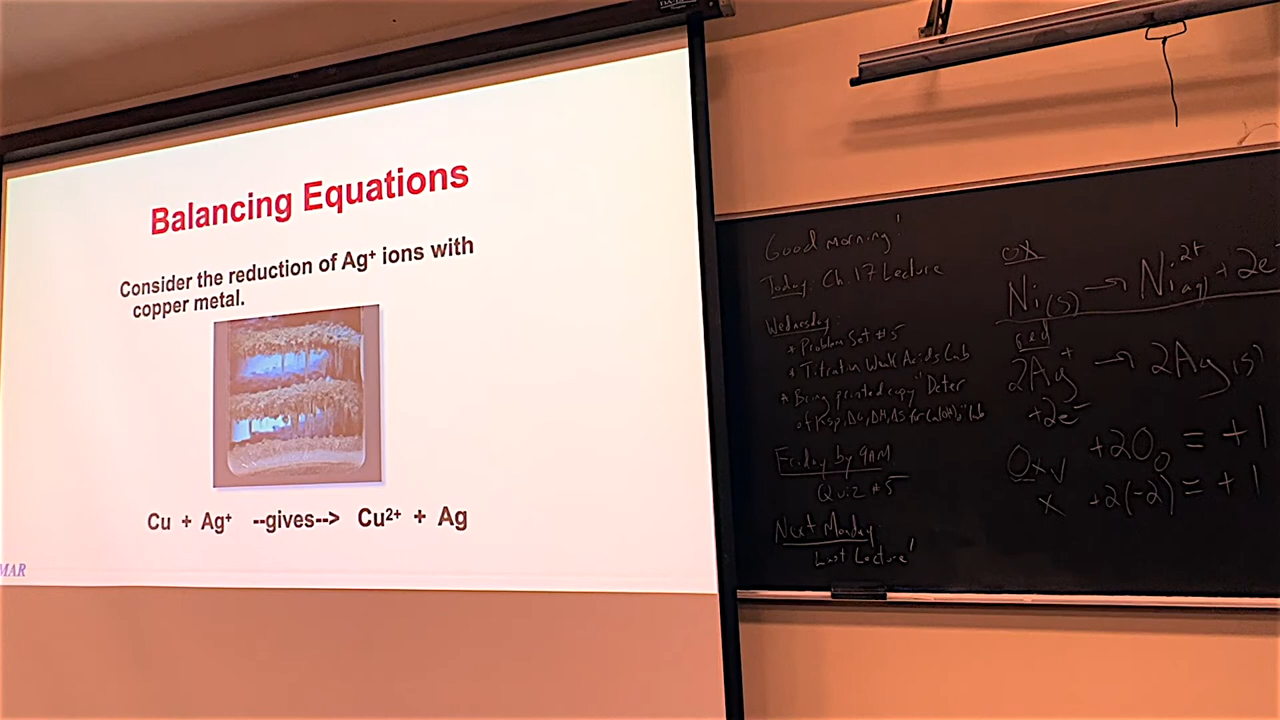 Balancing Equations
Consider the reduction of Ag⁺ ions with
copper metal.
Cu + Ag⁺ --gives--> Cu²⁺ + Ag
MAR
Good morning!
Today: Ch. 17 Lecture
Wednesday:
* Problem Set #5
* Titration Weak Acids Lab
* Bring printed copy "Deter
of Ksp, ΔG, ΔH, ΔS for Ca(OH)₂" Lab
Friday by 9AM
Quiz #5
Next Monday:
Last Lecture!
ox
Ni(s) → Ni²⁺(aq) + 2e⁻
red
2Ag⁺ → 2Ag(s)
+2e⁻
+2O₀ = +1
x +2(-2) = +1